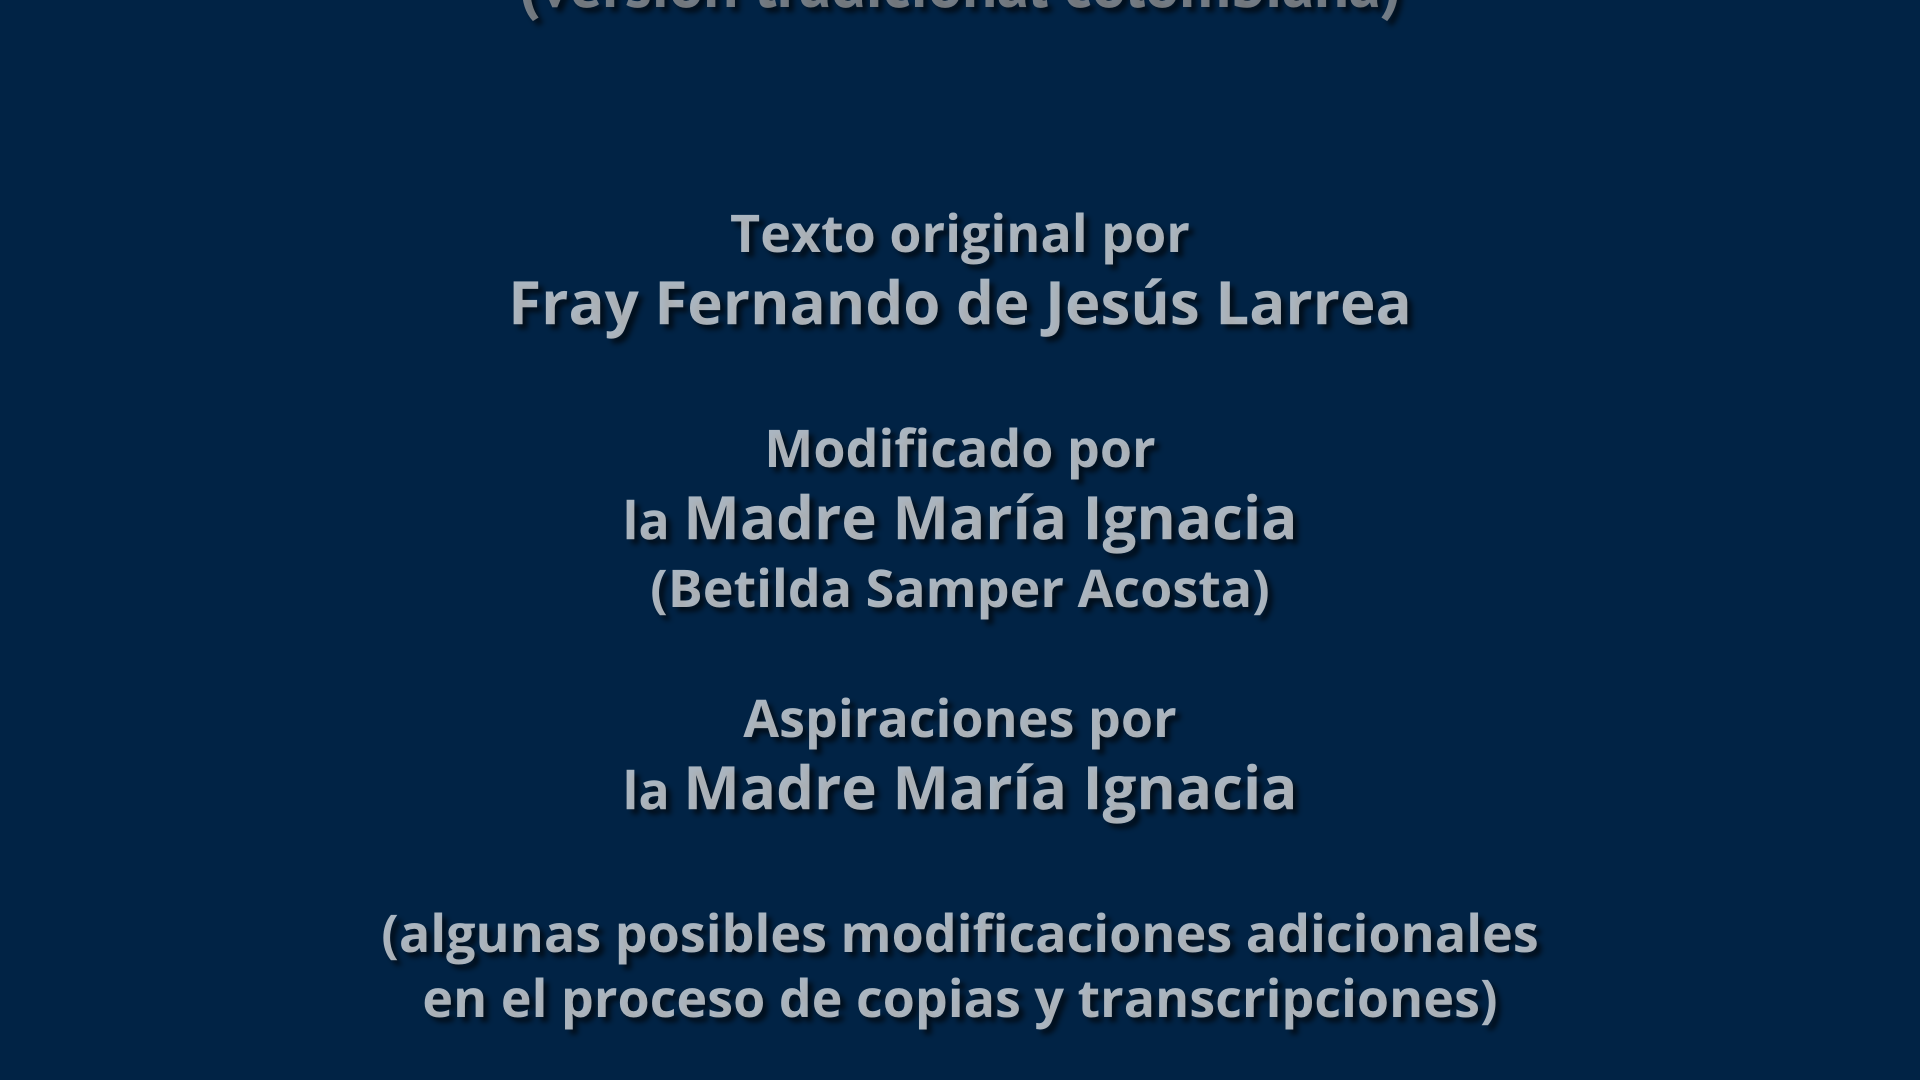 (versión tradicional colombiana)
Texto original por
Fray Fernando de Jesús Larrea
Modificado por
la Madre María Ignacia
(Betilda Samper Acosta)
Aspiraciones por
la Madre María Ignacia
(algunas posibles modificaciones adicionales
en el proceso de copias y transcripciones)